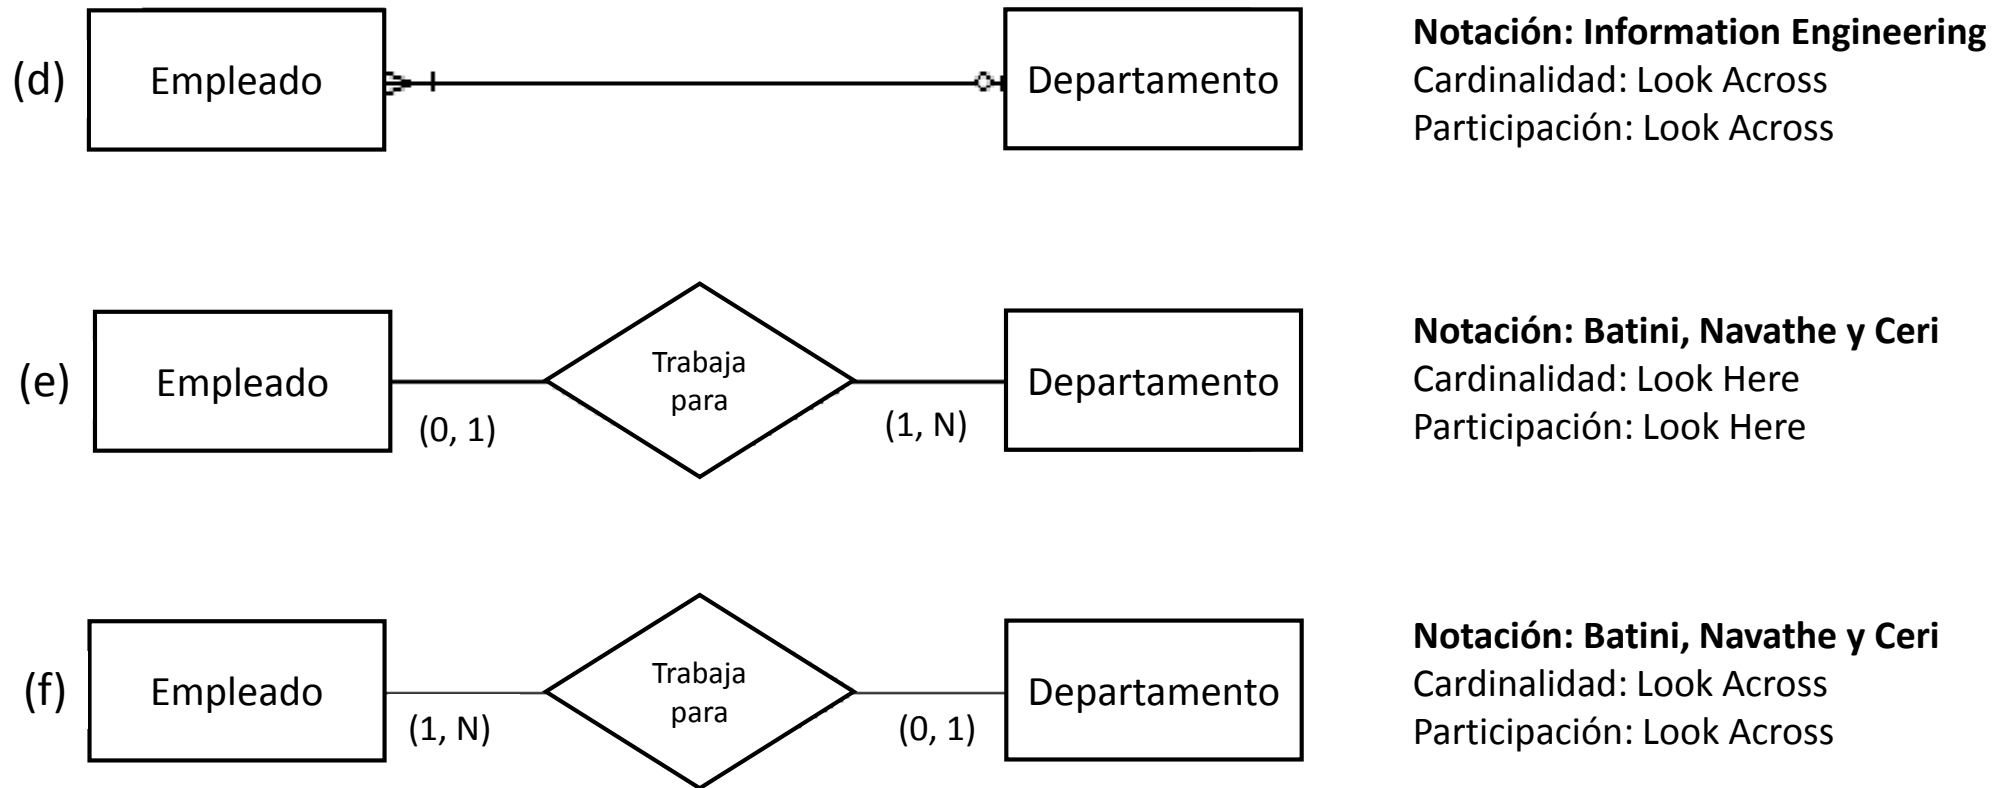 (d)
Empleado
Departamento
Notación: Information Engineering
Cardinalidad: Look Across
Participación: Look Across
(e)
Empleado
(0, 1)
Trabaja
para
(1, N)
Departamento
Notación: Batini, Navathe y Ceri
Cardinalidad: Look Here
Participación: Look Here
(f)
Empleado
(1, N)
Trabaja
para
(0, 1)
Departamento
Notación: Batini, Navathe y Ceri
Cardinalidad: Look Across
Participación: Look Across